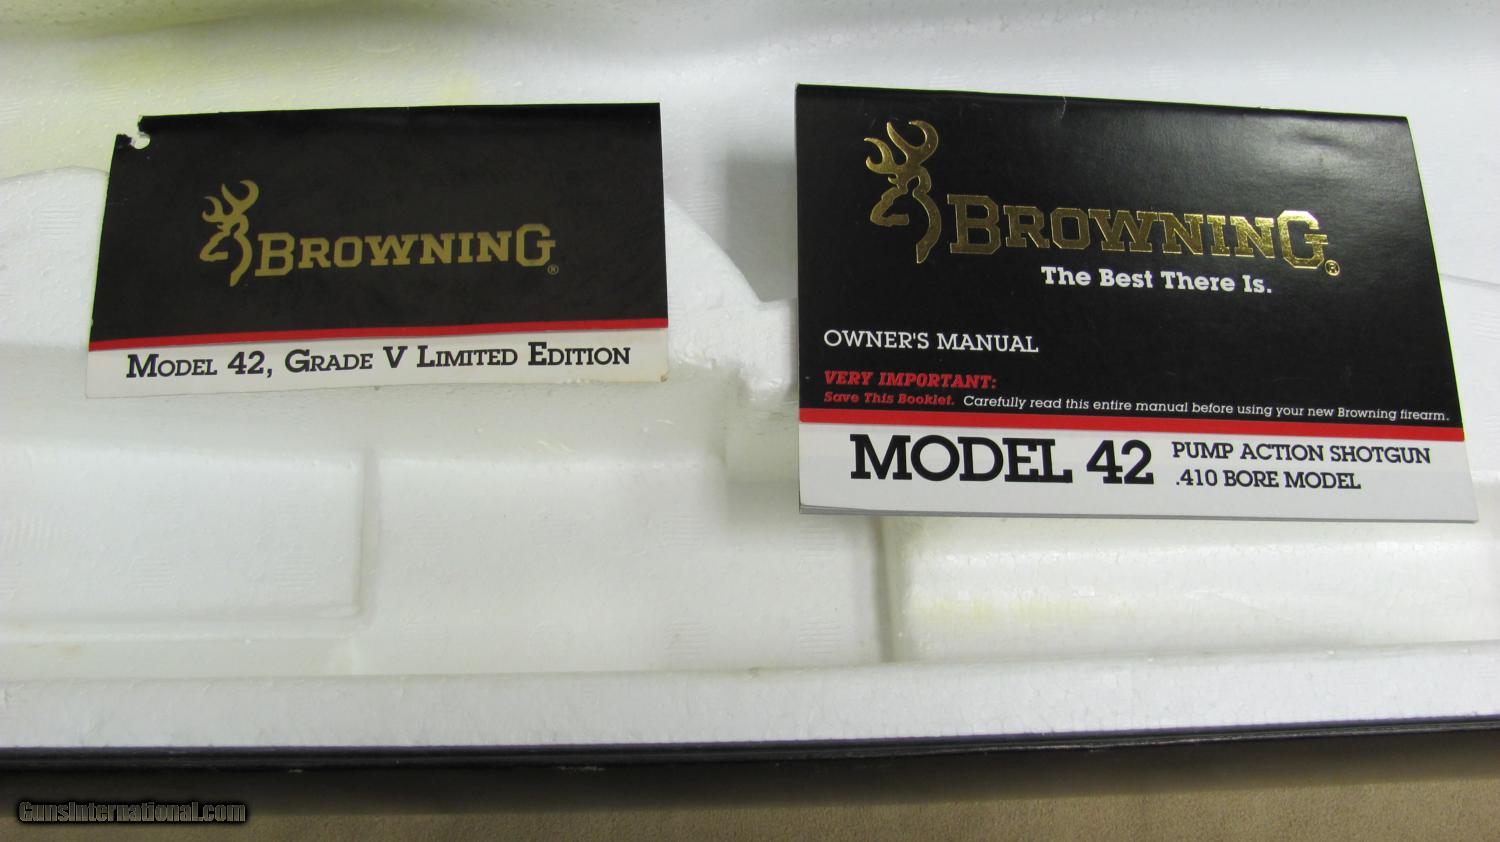 BROWNING®
MODEL 42, GRADE V LIMITED EDITION
BROWNING®
The Best There Is.
OWNER'S MANUAL
VERY IMPORTANT:
Save This Booklet. Carefully read this entire manual before using your new Browning firearm.
MODEL 42 PUMP ACTION SHOTGUN
.410 BORE MODEL
GunsInternational.com